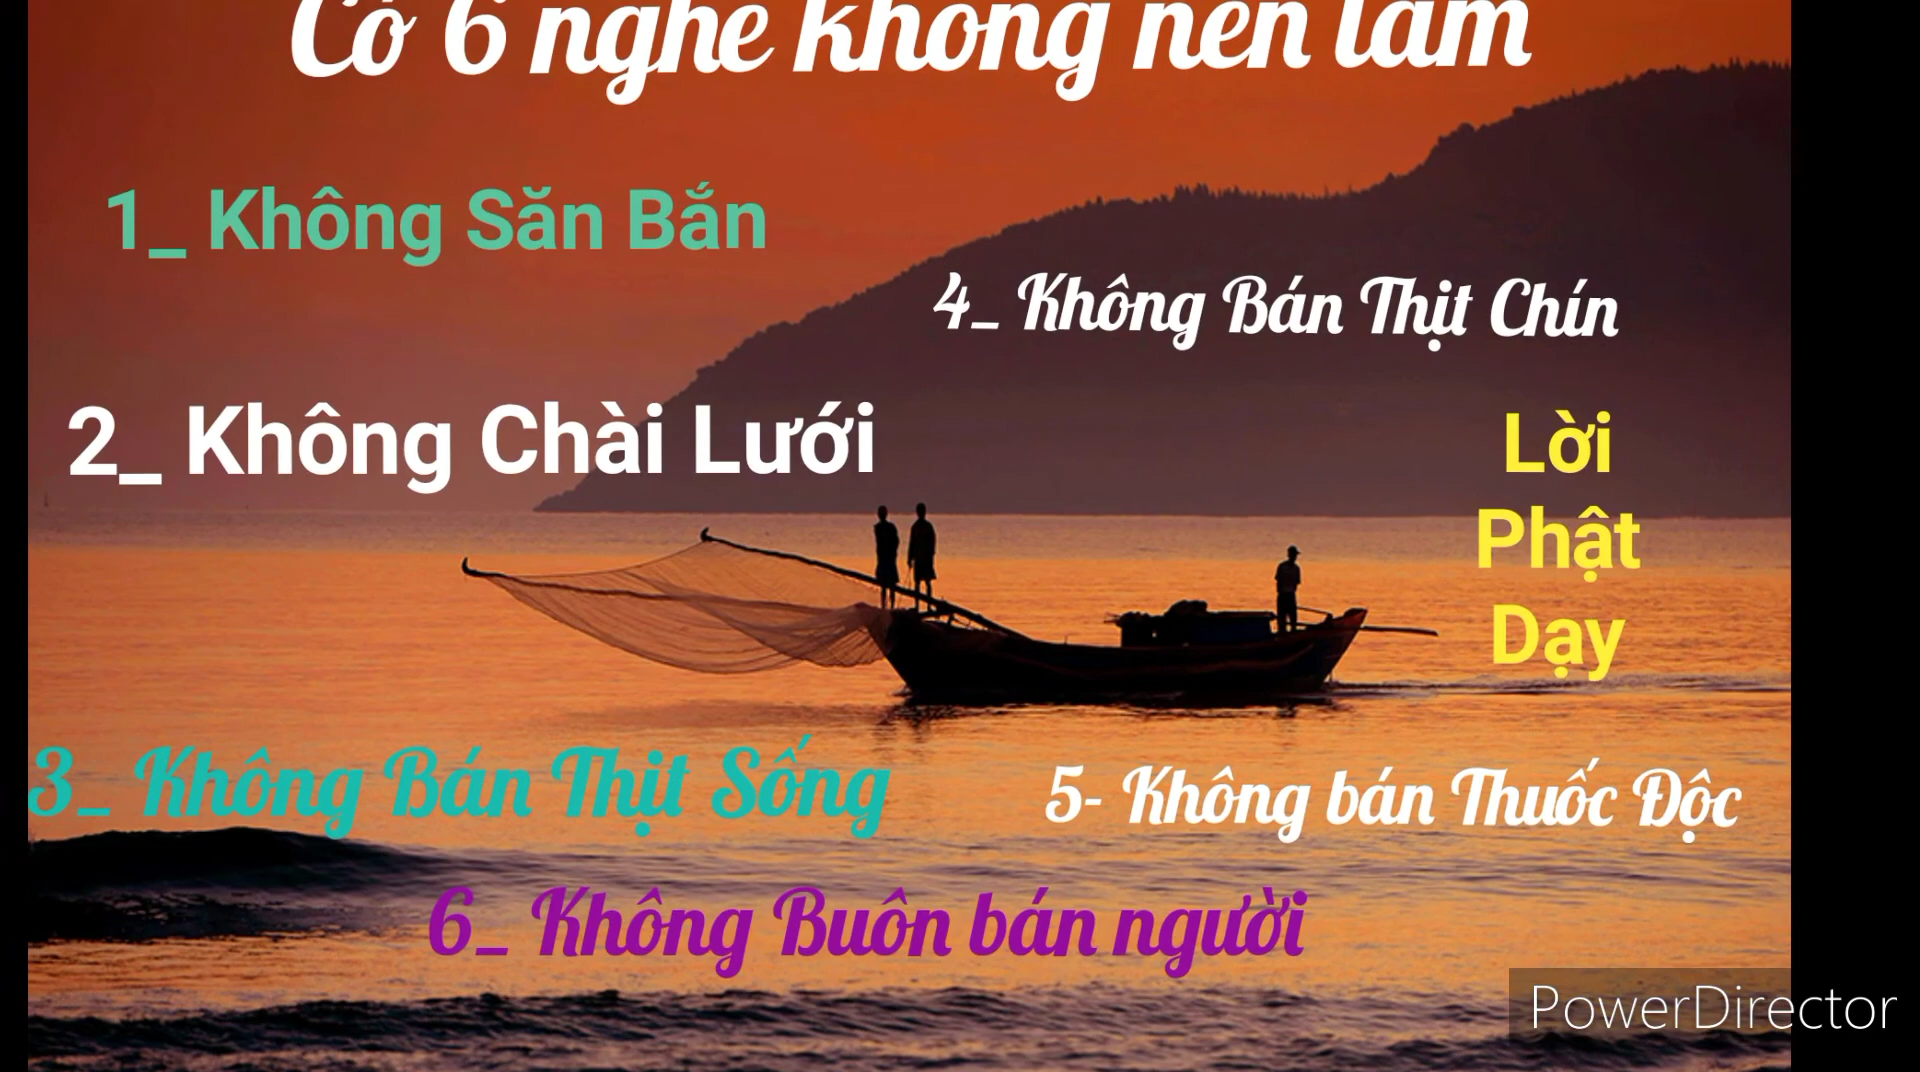 Có 6 nghề không nên làm
1_ Không Săn Bắn
4_ Không Bán Thịt Chín
2_ Không Chài Lưới
Lời
Phật
Dạy
3_ Không Bán Thịt Sống
5- Không bán Thuốc Độc
6_ Không Buôn bán người
PowerDirector